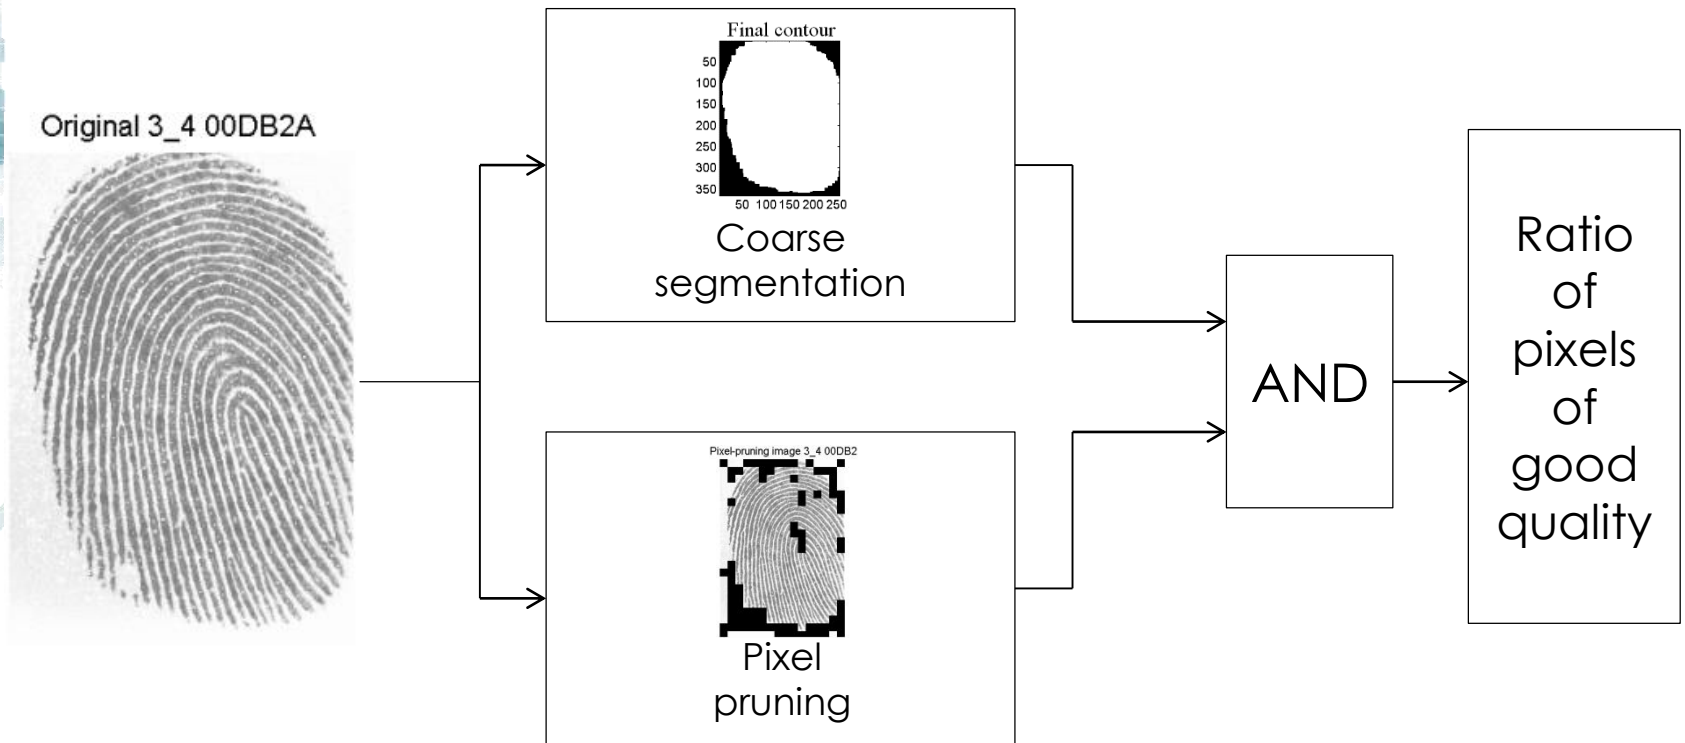 Original 3_4 00DB2A
Final contour
50
100
150
200
250
300
350
50 100 150 200 250
Coarse
segmentation
Pixel-pruning image 3_4 00DB2
Pixel
pruning
AND
Ratio
of
pixels
of
good
quality